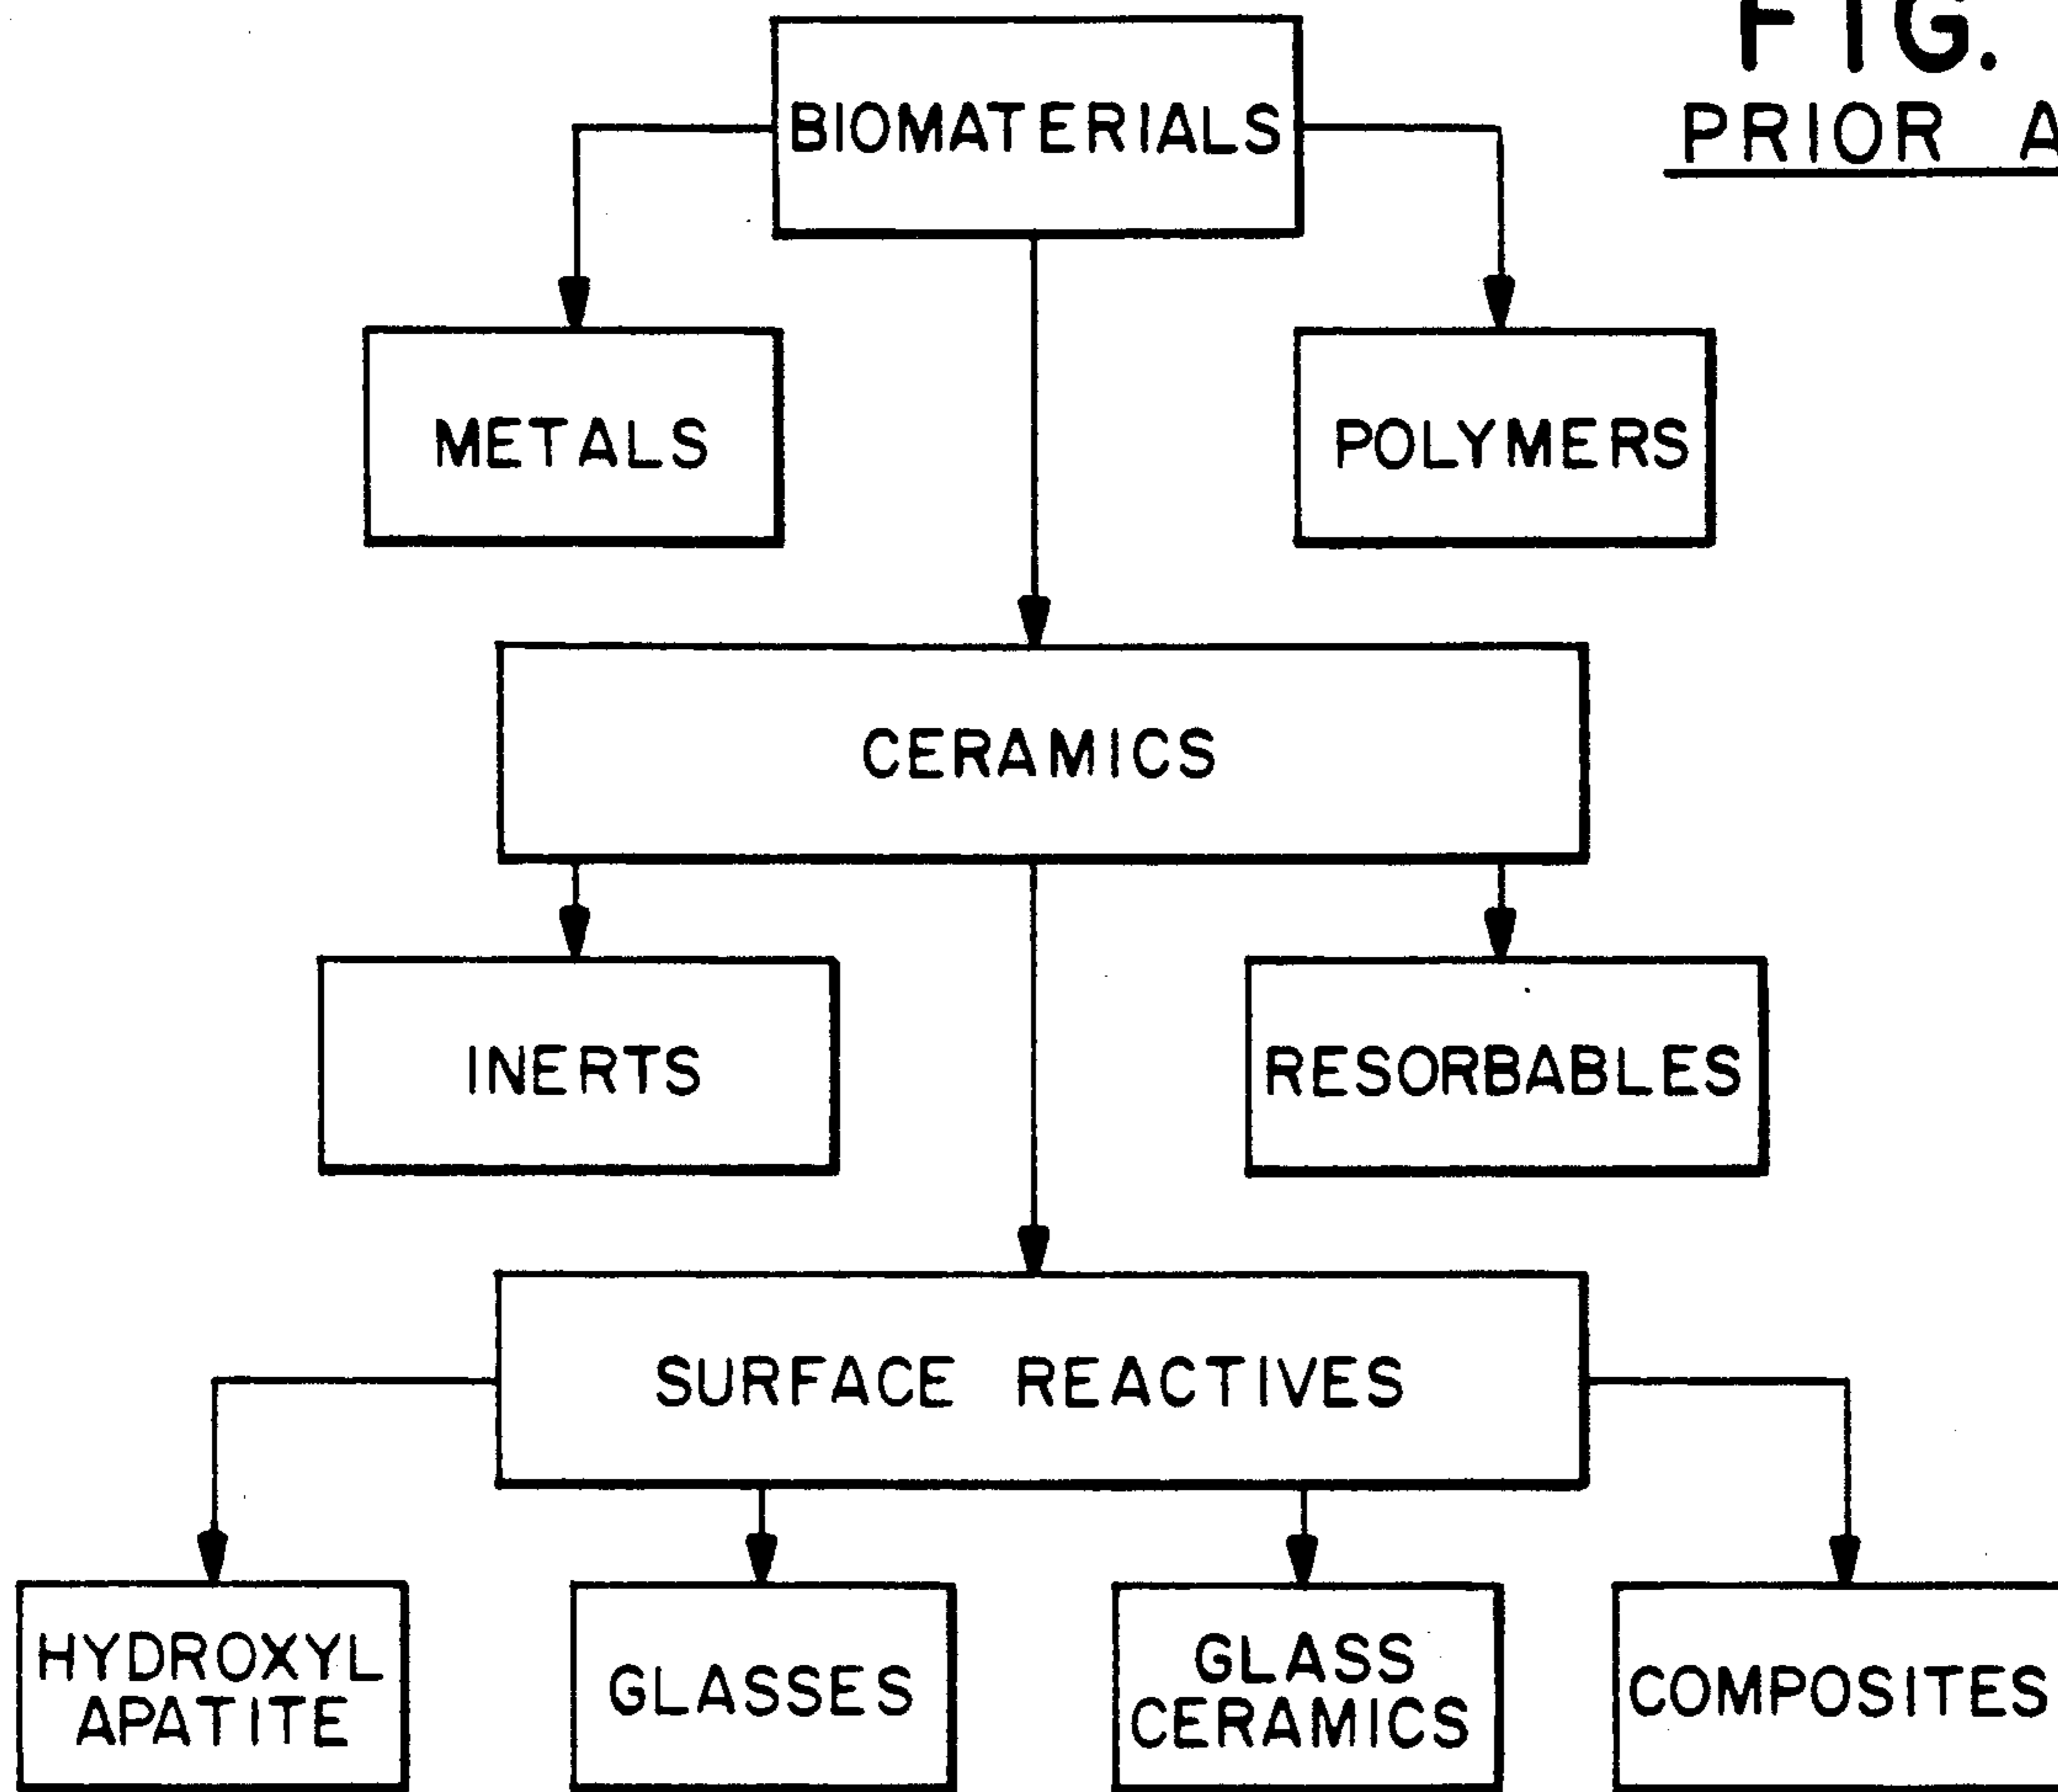 FIG.
PRIOR A
BIOMATERIALS
METALS
POLYMERS
CERAMICS
INERTS
RESORBABLES
SURFACE REACTIVES
HYDROXYL
APATITE
GLASSES
GLASS
CERAMICS
COMPOSITES